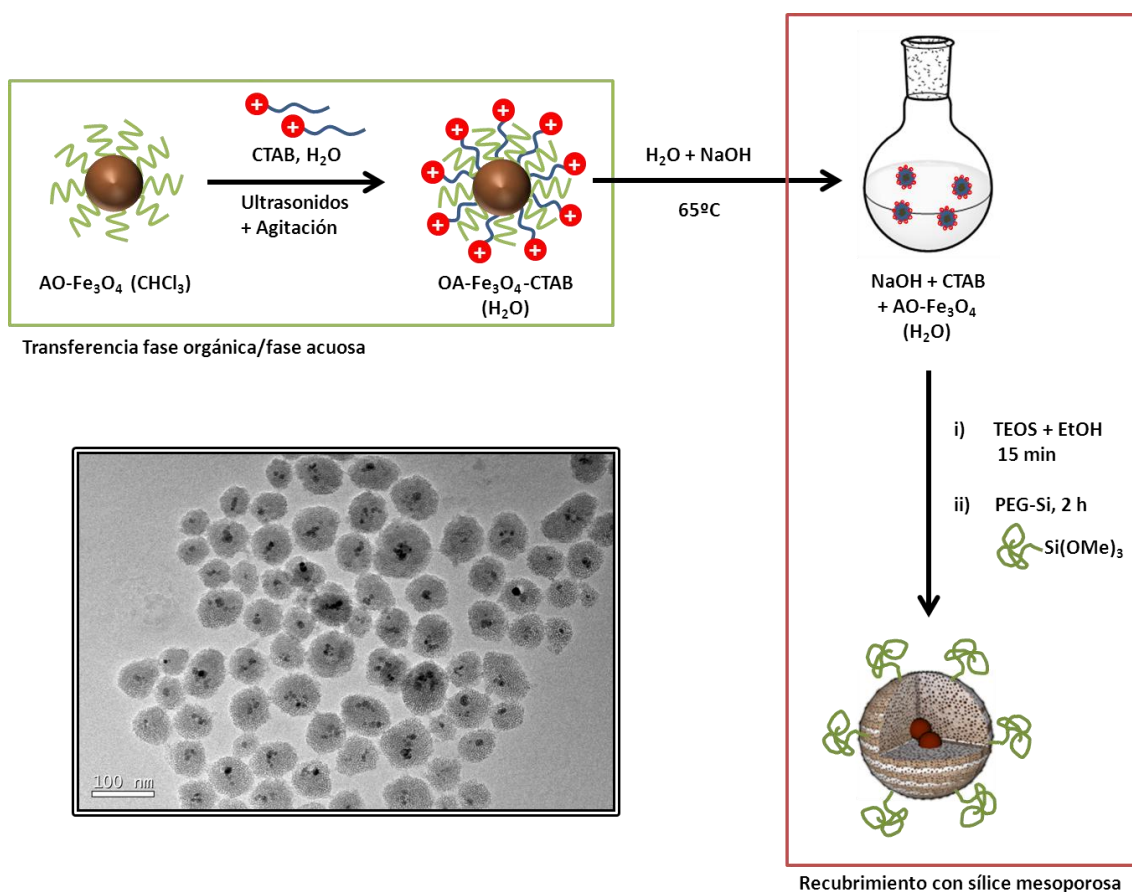 +
+
CTAB, H₂O
Ultrasonidos
+ Agitación
AO-Fe₃O₄ (CHCl₃)
+
+
+
+
+
+
+
+
+
OA-Fe₃O₄-CTAB
(H₂O)
Transferencia fase orgánica/fase acuosa
H₂O + NaOH
65ºC
NaOH + CTAB
+ AO-Fe₃O₄
(H₂O)
i) TEOS + EtOH
15 min
ii) PEG-Si, 2 h
Si(OMe)₃
100 nm
Recubrimiento con sílice mesoporosa